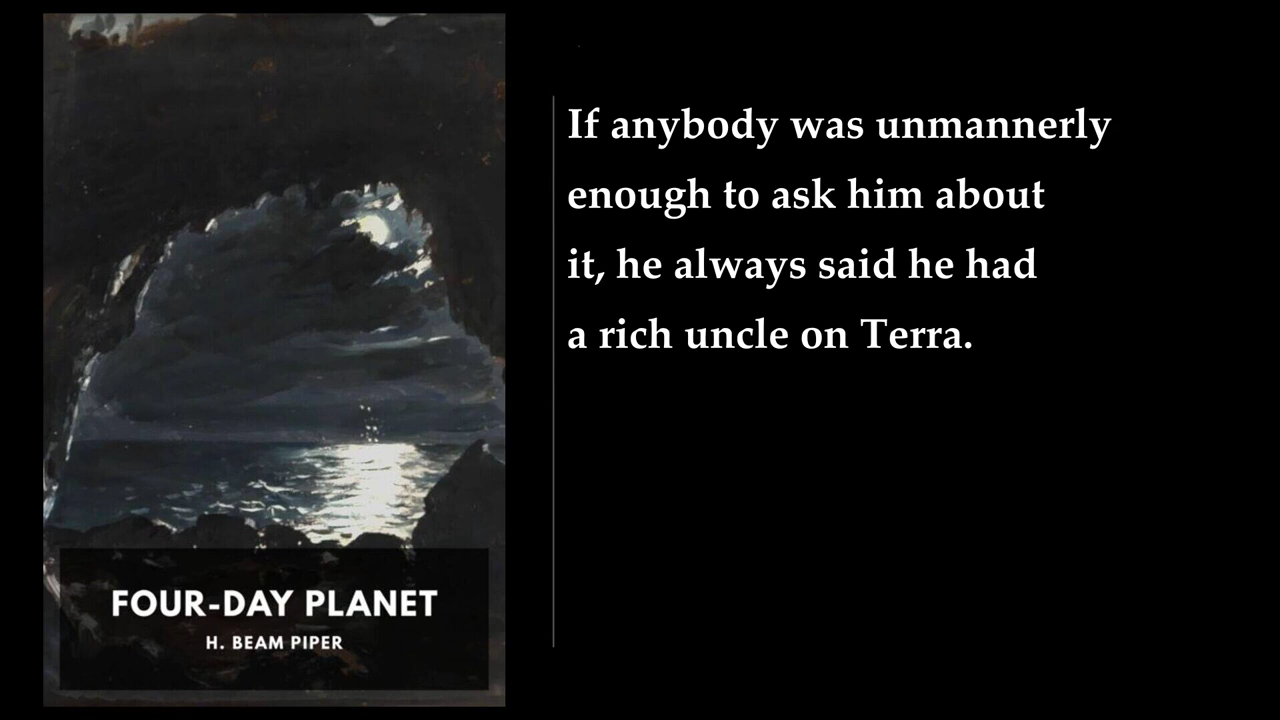 If anybody was unmannerly
enough to ask him about
it, he always said he had
a rich uncle on Terra.
FOUR-DAY PLANET
H. BEAM PIPER